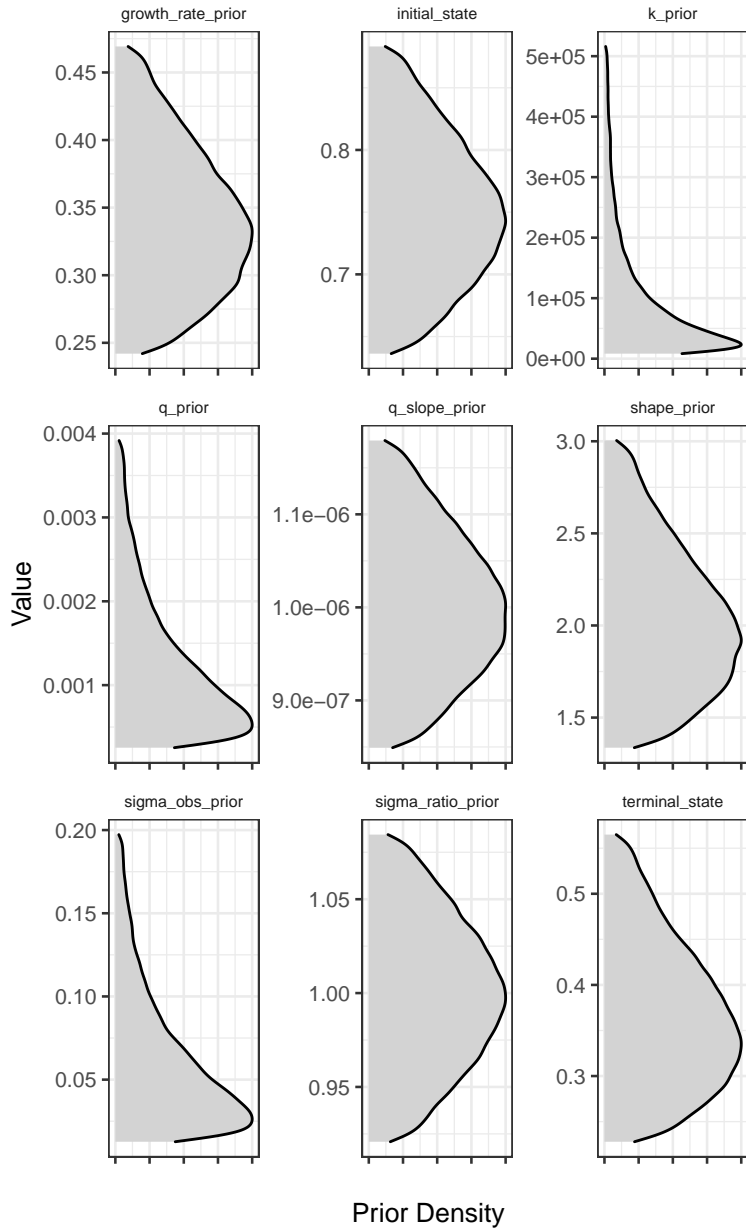 growth_rate_prior
initial_state
k_prior
0.45
0.40
0.35
0.30
0.25
0.8
0.7
5e+05
4e+05
3e+05
2e+05
1e+05
0e+00
q_prior
q_slope_prior
shape_prior
0.004
0.003
0.002
0.001
1.1e−06
1.0e−06
9.0e−07
3.0
2.5
2.0
1.5
Value
sigma_obs_prior
sigma_ratio_prior
terminal_state
0.20
0.15
0.10
0.05
1.05
1.00
0.95
0.5
0.4
0.3
Prior Density